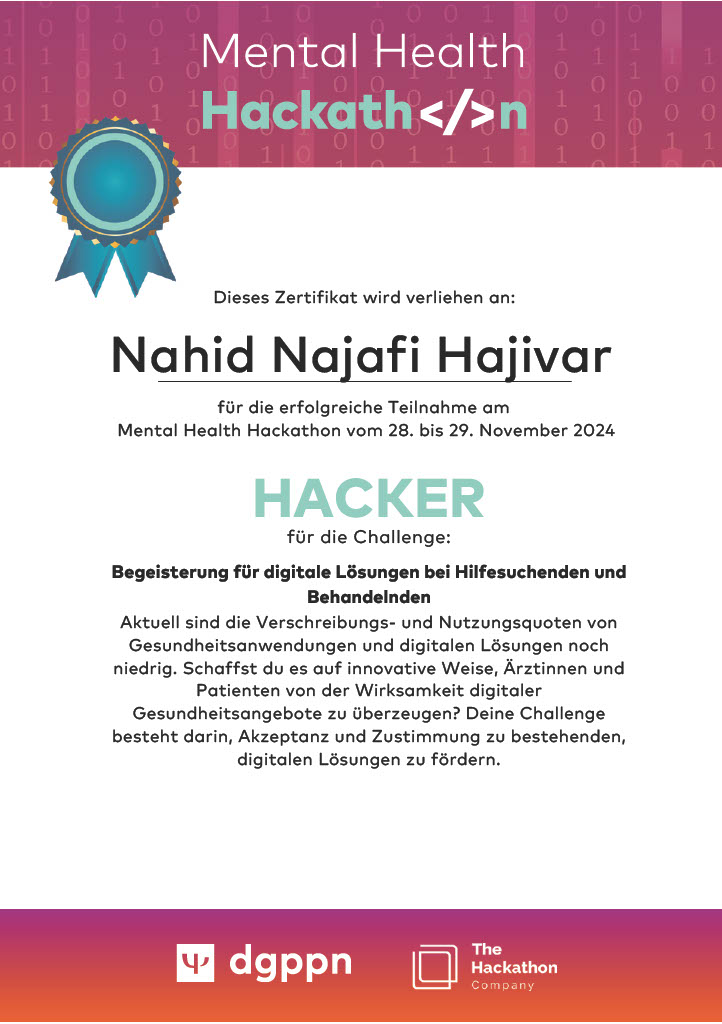 Mental Health
Hackath</>n
Dieses Zertifikat wird verliehen an:
Nahid Najafi Hajivar
für die erfolgreiche Teilnahme am
Mental Health Hackathon vom 28. bis 29. November 2024
HACKER
für die Challenge:
Begeisterung für digitale Lösungen bei Hilfesuchenden und
Behandelnden
Aktuell sind die Verschreibungs- und Nutzungsquoten von
Gesundheitsanwendungen und digitalen Lösungen noch
niedrig. Schaffst du es auf innovative Weise, Ärztinnen und
Patienten von der Wirksamkeit digitaler
Gesundheitsangebote zu überzeugen? Deine Challenge
besteht darin, Akzeptanz und Zustimmung zu bestehenden,
digitalen Lösungen zu fördern.
dgppn
The
Hackathon
Company